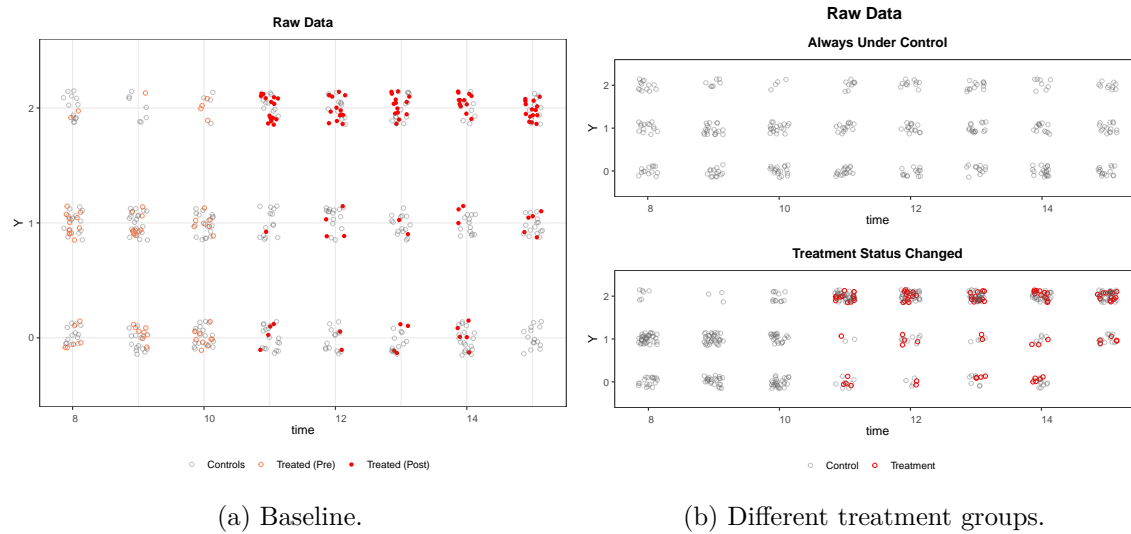 Raw Data
2
1
0
Y
8
10
12
14
time
Controls
Treated (Pre)
Treated (Post)
(a) Baseline.
Raw Data
Always Under Control
2
1
0
Y
8
10
12
14
time
Treatment Status Changed
2
1
0
Y
8
10
12
14
time
Control
Treatment
(b) Different treatment groups.